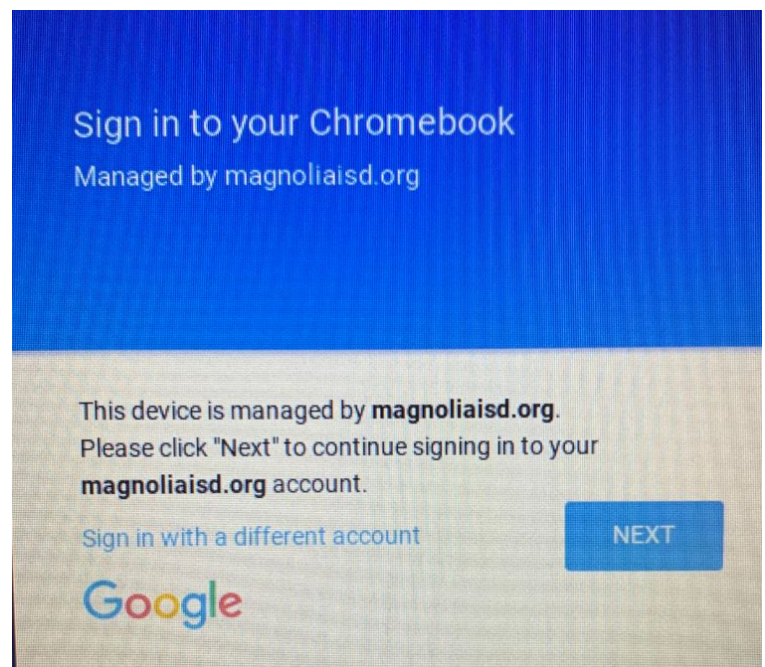 Sign in to your Chromebook
Managed by magnoliaisd.org
This device is managed by magnoliaisd.org.
Please click "Next" to continue signing in to your
magnoliaisd.org account.
Sign in with a different account
NEXT
Google